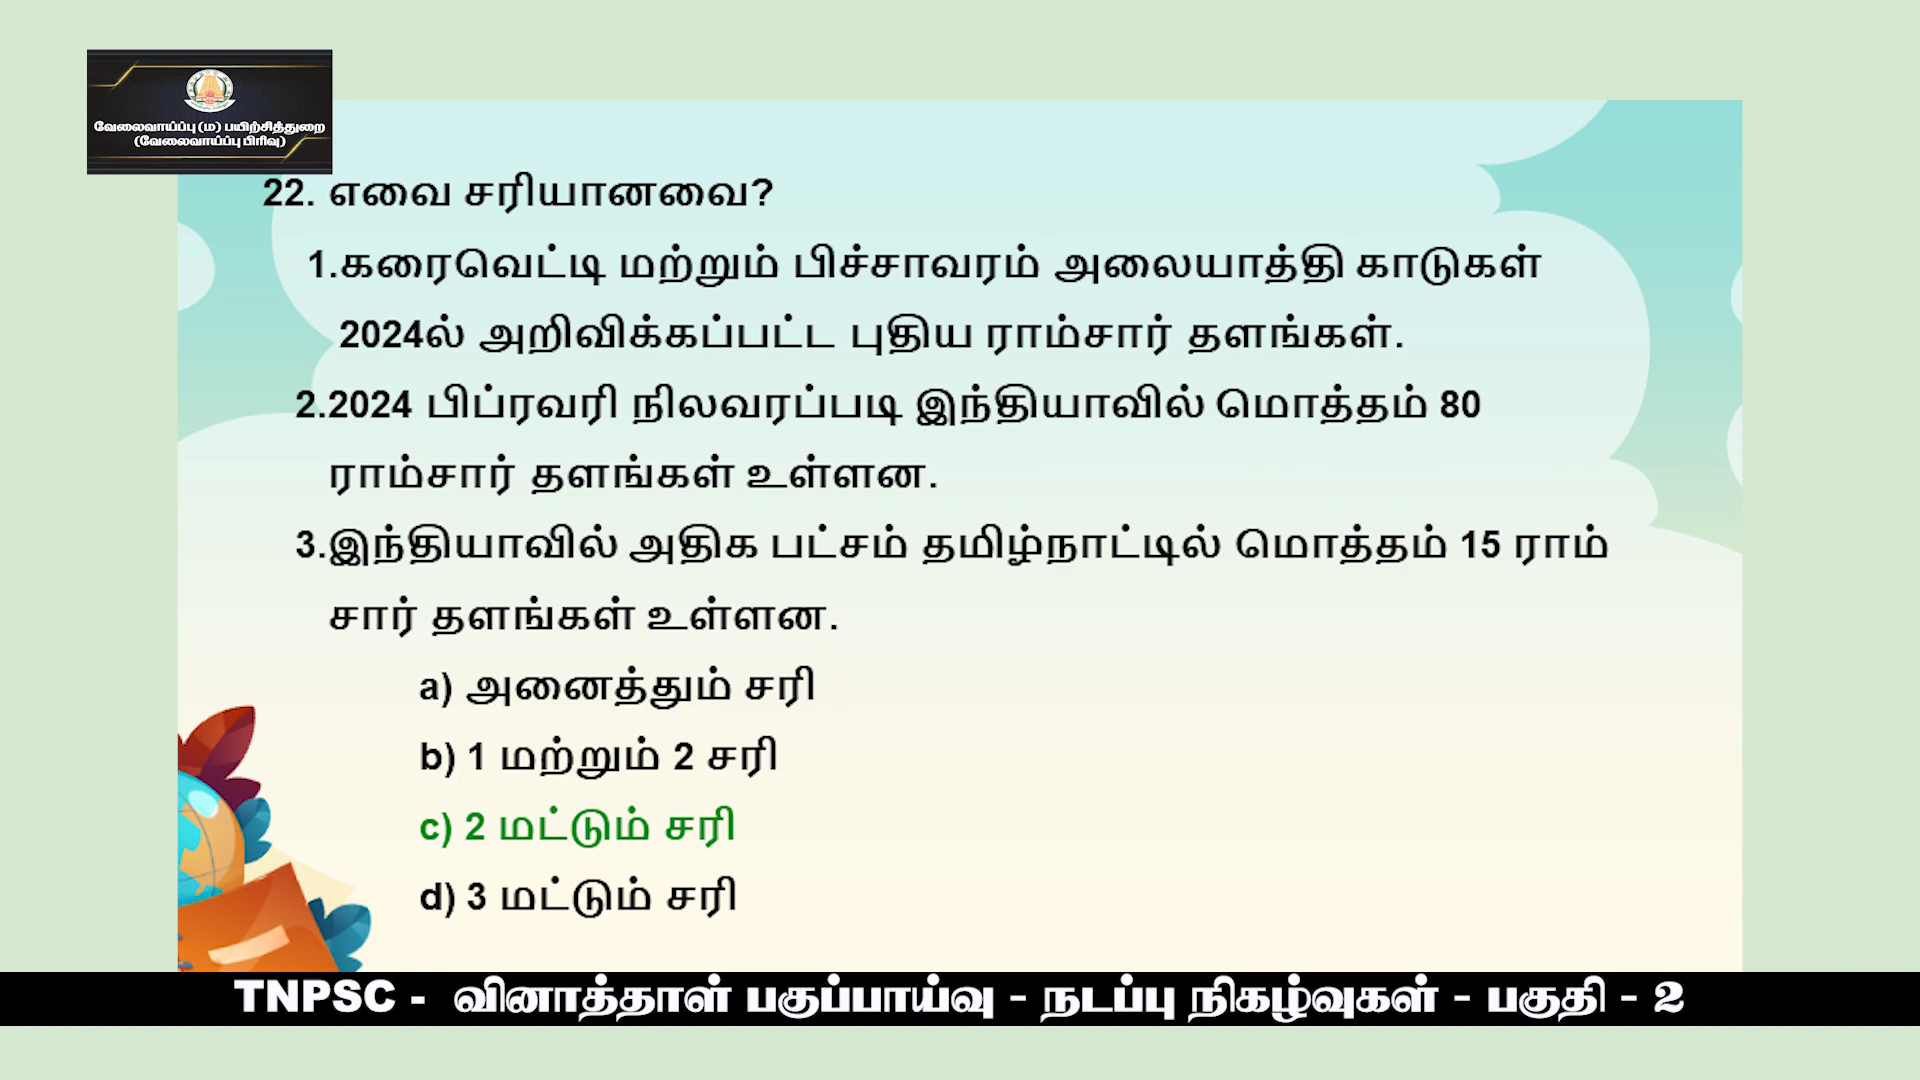 வேலைவாய்ப்பு (ம) பயிற்சித்துறை
(வேலைவாய்ப்பு பிரிவு)
22. எவை சரியானவை?
1.கரைவெட்டி மற்றும் பிச்சாவரம் அலையாத்தி காடுகள்
2024ல் அறிவிக்கப்பட்ட புதிய ராம்சார் தளங்கள்.
2.2024 பிப்ரவரி நிலவரப்படி இந்தியாவில் மொத்தம் 80
ராம்சார் தளங்கள் உள்ளன.
3.இந்தியாவில் அதிக பட்சம் தமிழ்நாட்டில் மொத்தம் 15 ராம்
சார் தளங்கள் உள்ளன.
a) அனைத்தும் சரி
b) 1 மற்றும் 2 சரி
c) 2 மட்டும் சரி
d) 3 மட்டும் சரி
TNPSC - வினாத்தாள் பகுப்பாய்வு - நடப்பு நிகழ்வுகள் - பகுதி - 2